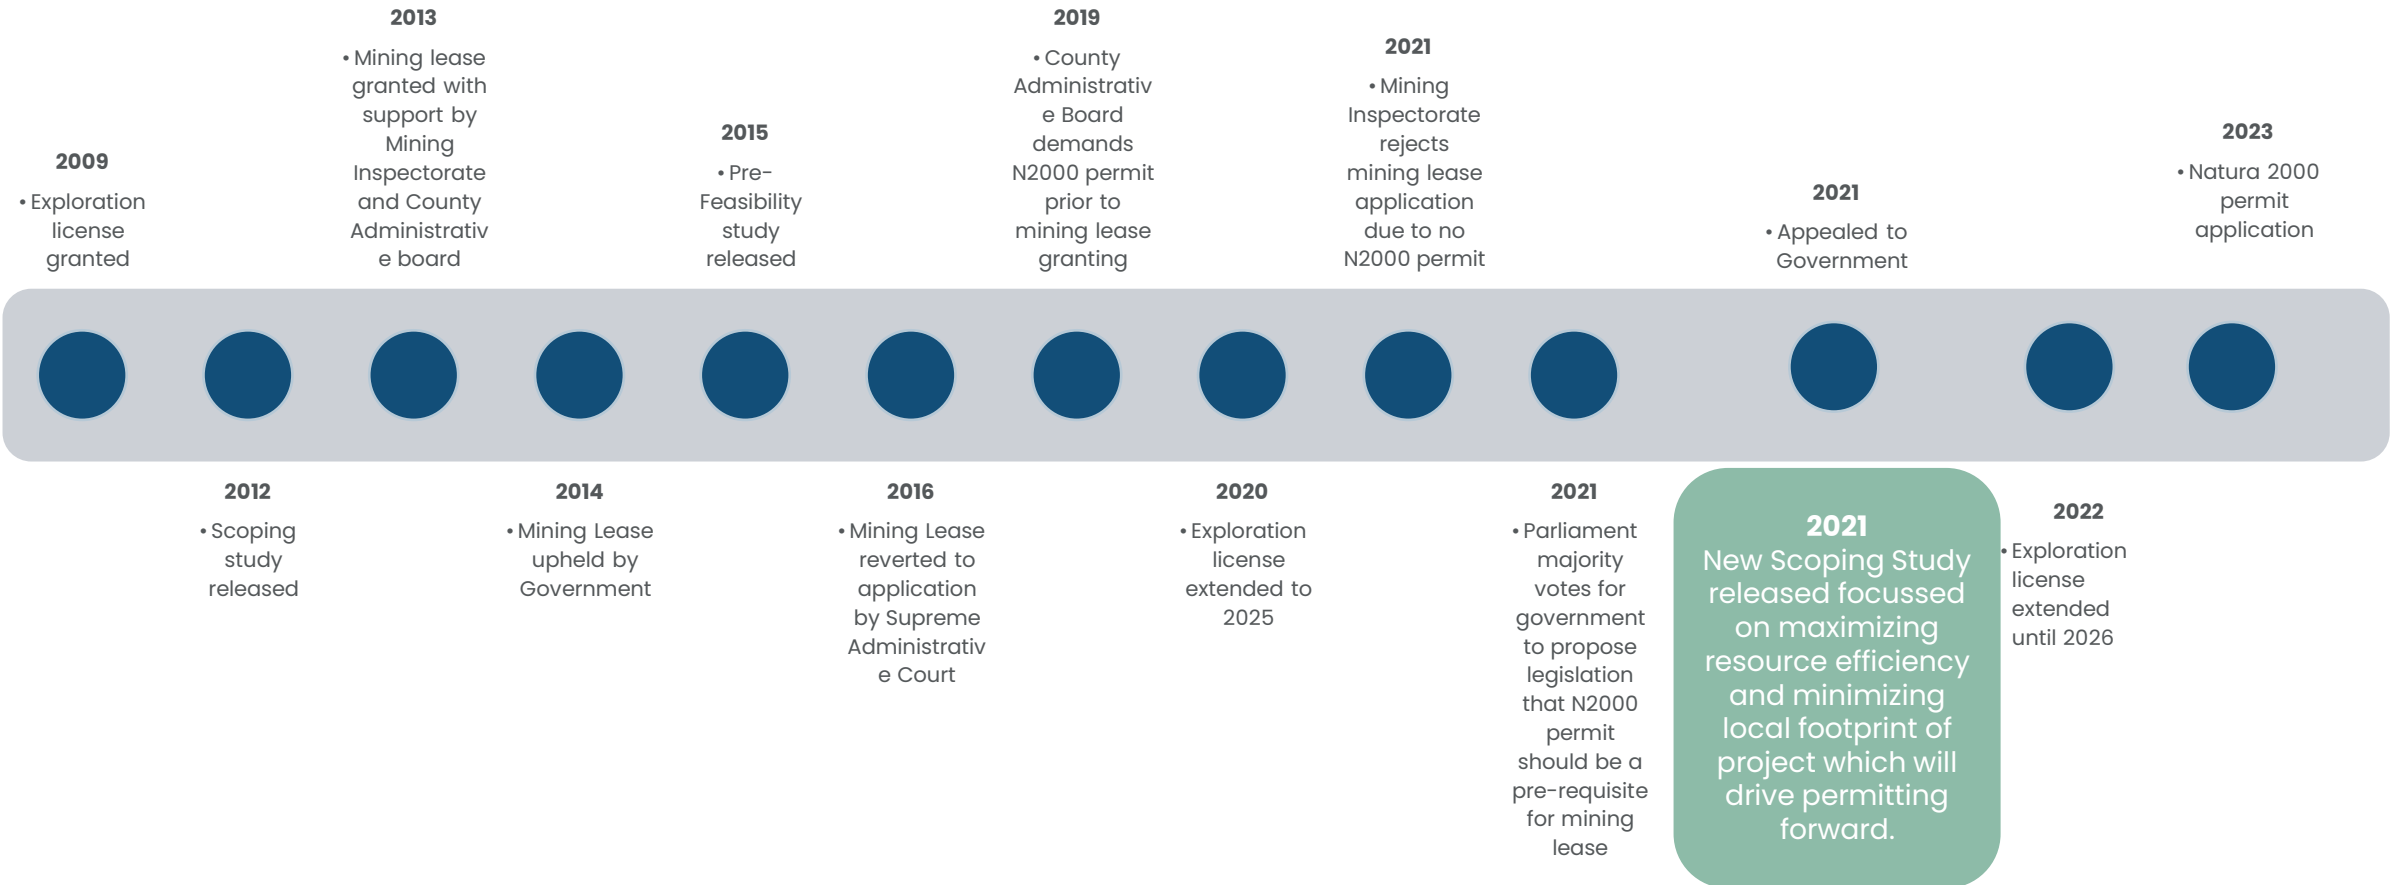 2009
• Exploration
license
granted
2012
• Scoping
study
released
2013
• Mining lease
granted with
support by
Mining
Inspectorate
and County
Administrativ
e board
2014
• Mining Lease
upheld by
Government
2015
• Pre-
Feasibility
study
released
2016
• Mining Lease
reverted to
application
by Supreme
Administrativ
e Court
2019
• County
Administrativ
e Board
demands
N2000 permit
prior to
mining lease
granting
2020
• Exploration
license
extended to
2025
2021
• Mining
Inspectorate
rejects
mining lease
application
due to no
N2000 permit
2021
• Parliament
majority
votes for
government
to propose
legislation
that N2000
permit
should be a
pre-requisite
for mining
lease
2021
• Appealed to
Government
2021
New Scoping Study
released focussed
on maximizing
resource efficiency
and minimizing
local footprint of
project which will
drive permitting
forward.
2022
• Exploration
license
extended
until 2026
2023
• Natura 2000
permit
application